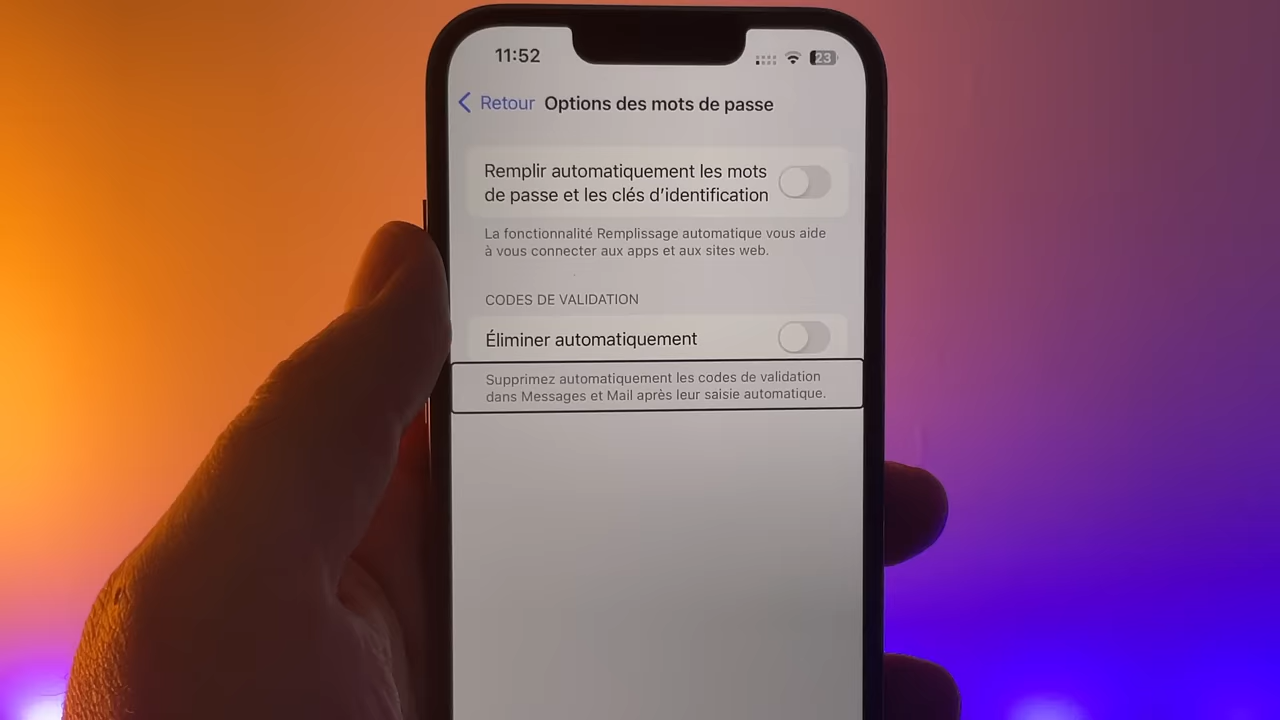 11:52
23
Retour Options des mots de passe
Remplir automatiquement les mots
de passe et les clés d’identification
La fonctionnalité Remplissage automatique vous aide
à vous connecter aux apps et aux sites web.
CODES DE VALIDATION
Éliminer automatiquement
Supprimez automatiquement les codes de validation
dans Messages et Mail après leur saisie automatique.